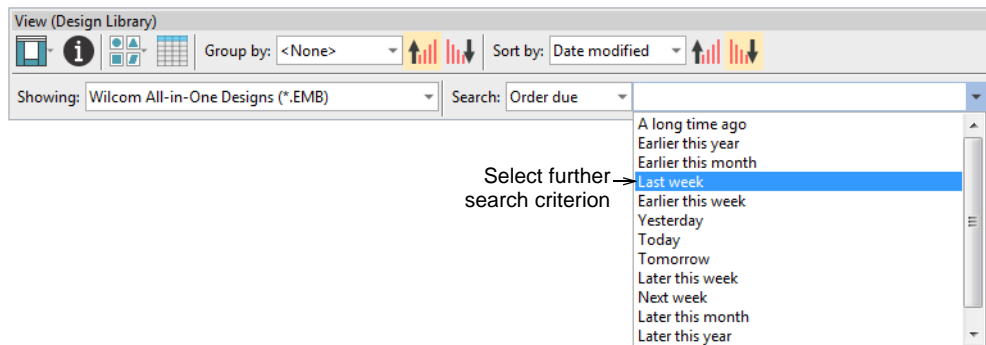 View (Design Library)
Group by: <None> Sort by: Date modified
Showing: Wilcom All-in-One Designs (*.EMB) Search: Order due
A long time ago
Earlier this year
Earlier this month
Select further
search criterion
Last week
Earlier this week
Yesterday
Today
Tomorrow
Later this week
Next week
Later this month
Later this year